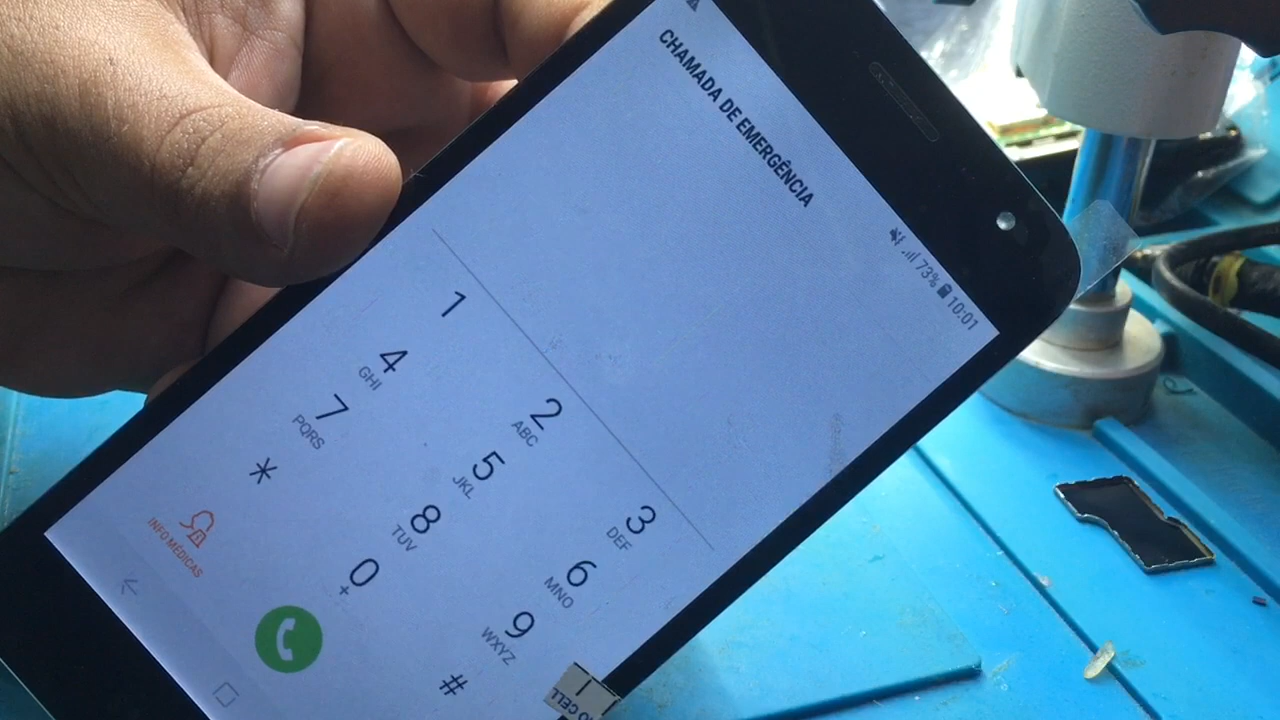 73% 10:01
CHAMADA DE EMERGÊNCIA
1
2
ABC
3
DEF
4
GHI
5
JKL
6
MNO
7
PQRS
8
TUV
9
WXYZ
*
0
+
#
INFO MÉDICAS
CELL